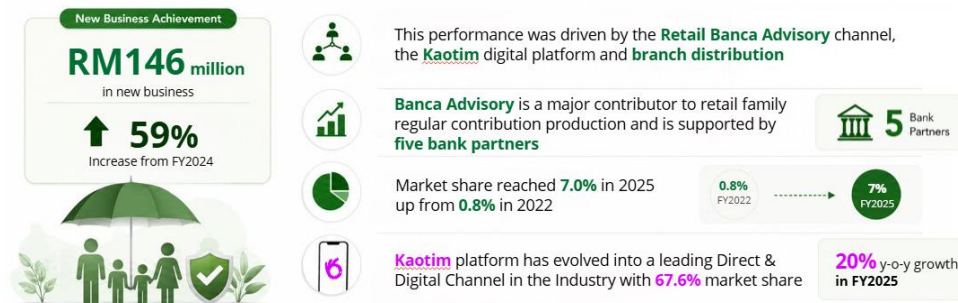 New Business Achievement
RM146 million
in new business
59%
Increase from FY2024
This performance was driven by the Retail Banca Advisory channel,
the Kaotim digital platform and branch distribution
Banca Advisory is a major contributor to retail family
regular contribution production and is supported by
five bank partners
5 Bank
Partners
Market share reached 7.0% in 2025
up from 0.8% in 2022
0.8%
FY2022
7%
FY2025
Kaotim platform has evolved into a leading Direct &
Digital Channel in the Industry with 67.6% market share
20% y-o-y growth
in FY2025